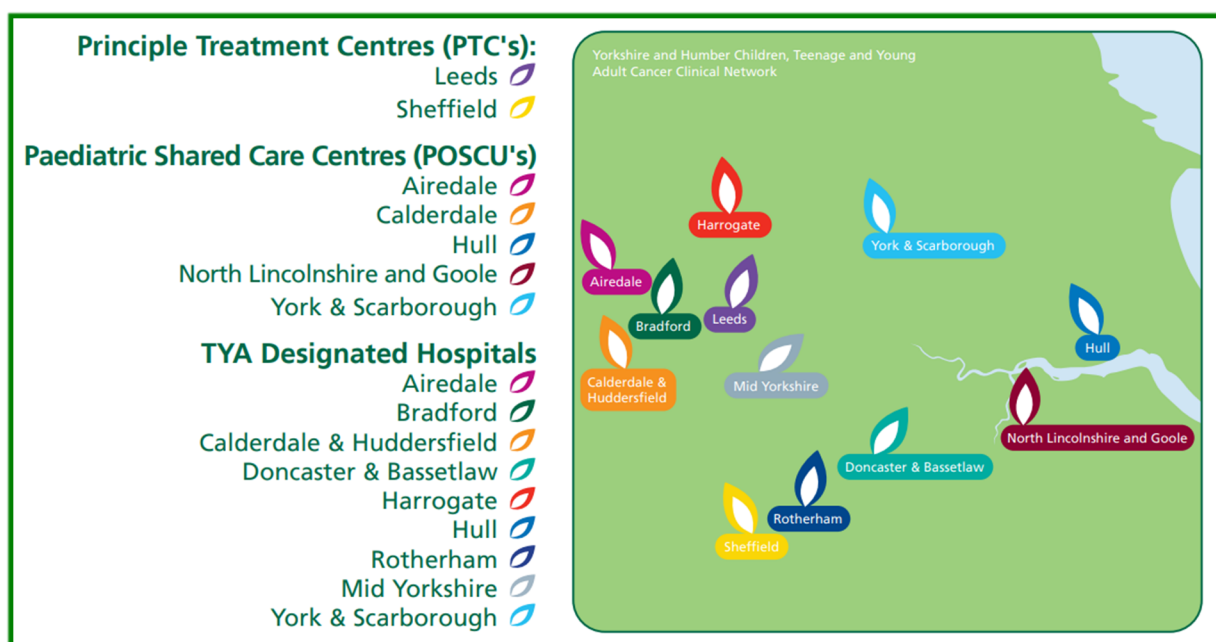 Principle Treatment Centres (PTC's):
Leeds
Sheffield
Paediatric Shared Care Centres (POSCU's)
Airedale
Calderdale
Hull
North Lincolnshire and Goole
York & Scarborough
TYA Designated Hospitals
Airedale
Bradford
Calderdale & Huddersfield
Doncaster & Bassetlaw
Harrogate
Hull
Rotherham
Mid Yorkshire
York & Scarborough
Yorkshire and Humber Children, Teenage and Young
Adult Cancer Clinical Network
Harrogate
York & Scarborough
Airedale
Bradford
Leeds
Hull
Calderdale &
Huddersfield
Mid Yorkshire
North Lincolnshire and Goole
Doncaster & Bassetlaw
Rotherham
Sheffield